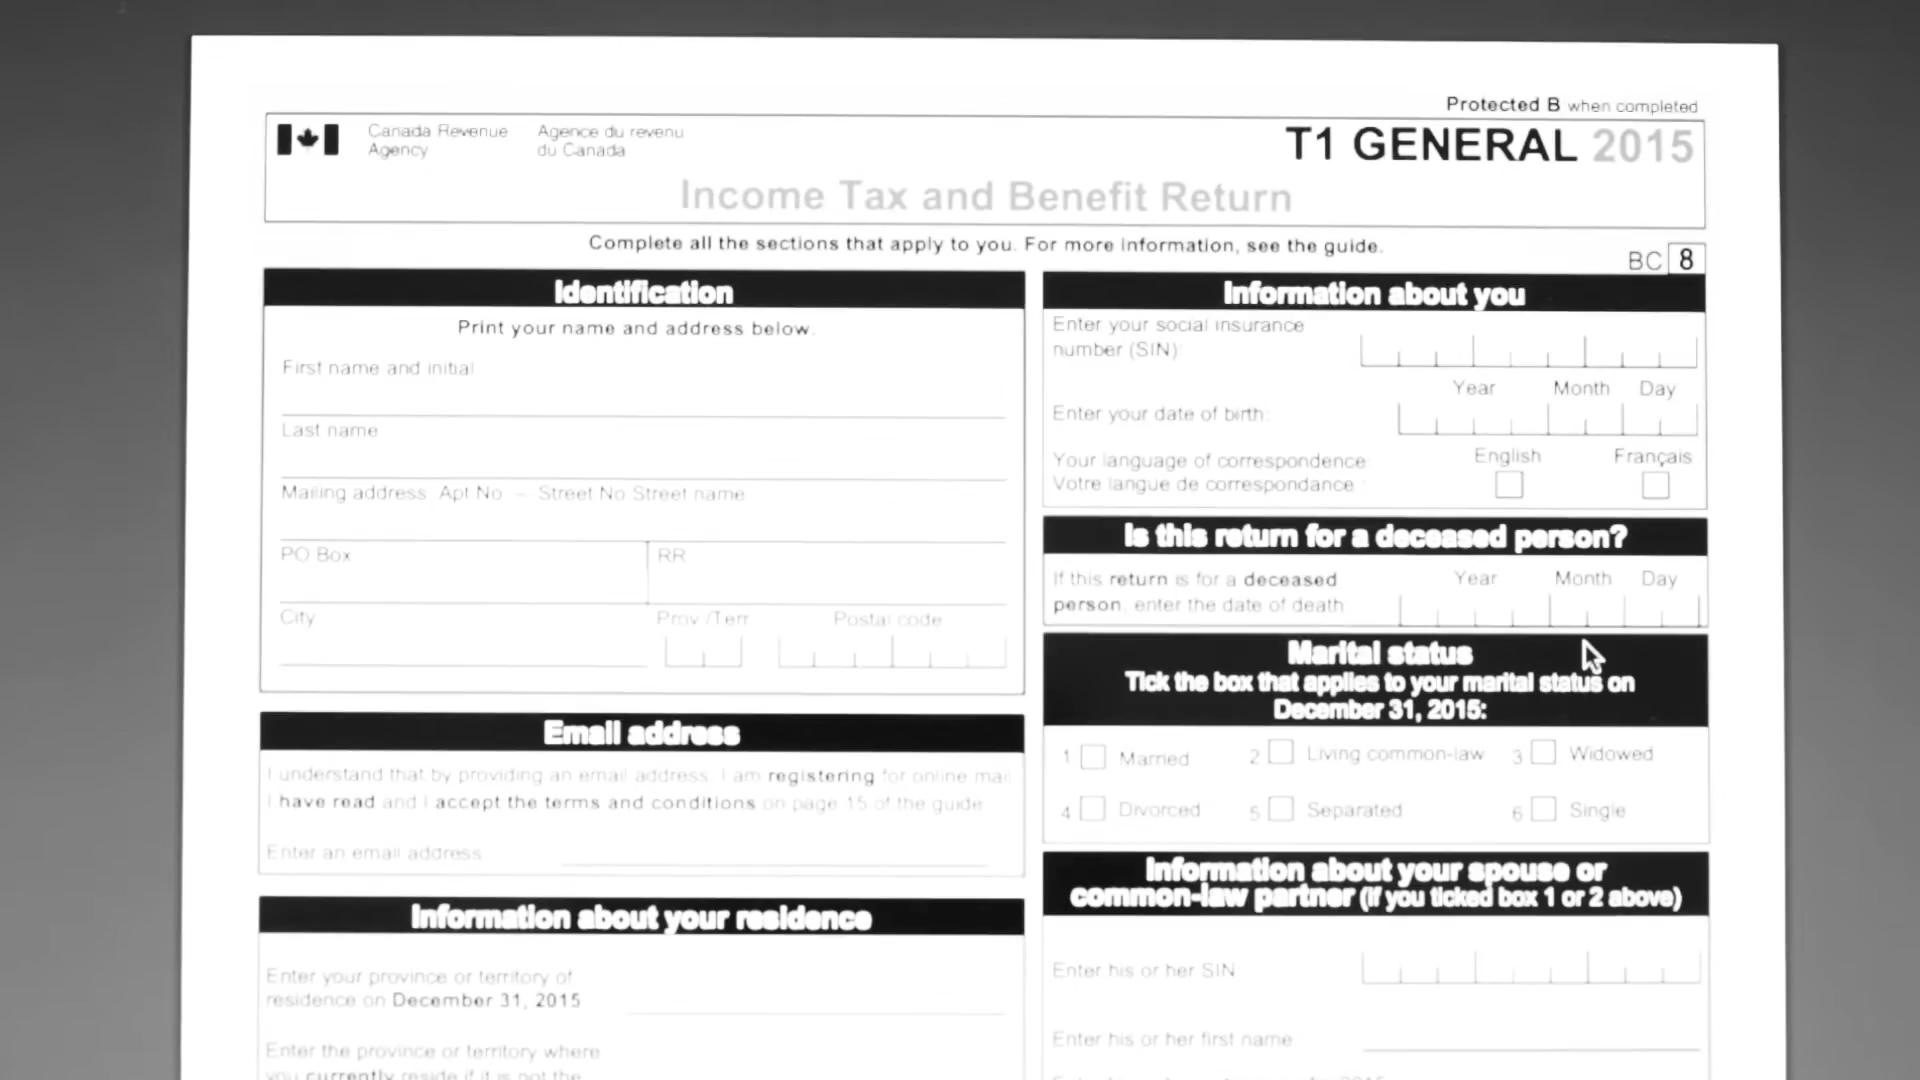 Protected B when completed
Canada Revenue Agency
Agence du revenu du Canada
T1 GENERAL 2015
Income Tax and Benefit Return
Complete all the sections that apply to you. For more information, see the guide.
BC 8
Identification
Print your name and address below.
First name and initial
Last name
Mailing address Apt No – Street No Street name
PO Box
RR
City
Prov /Terr
Postal code
Email address
I understand that by providing an email address, I am registering for online mail
I have read and I accept the terms and conditions on page 15 of the guide
Enter an email address
Information about your residence
Enter your province or territory of
residence on December 31, 2015
Enter the province or territory where
you currently reside if it is not the
Information about you
Enter your social insurance
number (SIN):
Year Month Day
Enter your date of birth:
English Français
Your language of correspondence:
Votre langue de correspondance :
Is this return for a deceased person?
If this return is for a deceased
person, enter the date of death
Year Month Day
Marital status
Tick the box that applies to your marital status on
December 31, 2015:
1 Married 2 Living common-law 3 Widowed
4 Divorced 5 Separated 6 Single
Information about your spouse or
common-law partner (if you ticked box 1 or 2 above)
Enter his or her SIN
Enter his or her first name